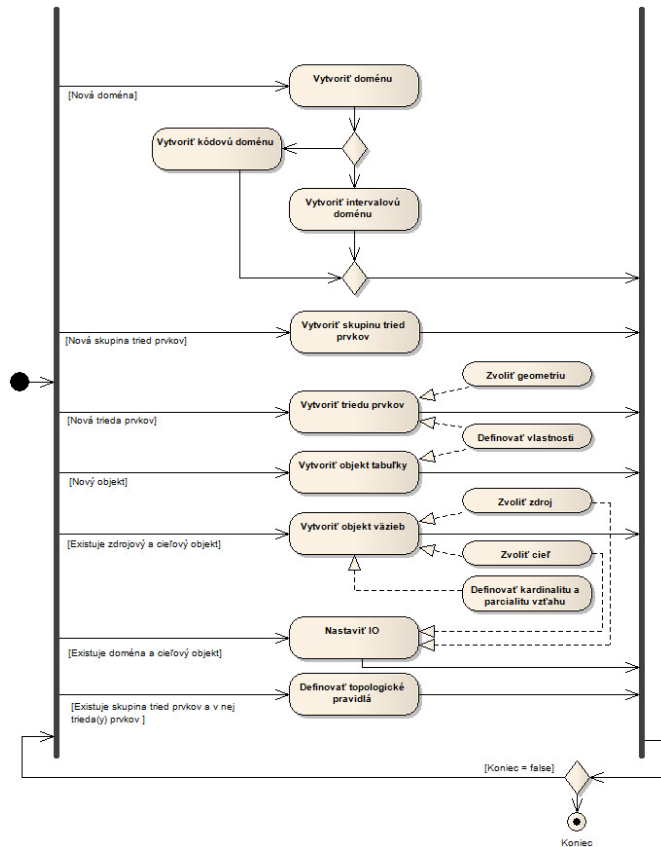 Vytvoriť doménu
[Nová doména]
Vytvoriť kódovú doménu
Vytvoriť intervalovú
doménu
Vytvoriť skupinu tried
prvkov
[Nová skupina tried prvkov]
Zvoliť geometriu
Vytvoriť triedu prvkov
[Nová trieda prvkov]
Definovať vlastnosti
Vytvoriť objekt tabuľky
[Nový objekt]
Zvoliť zdroj
Vytvoriť objekt väzieb
[Existuje zdrojový a cieľový objekt]
Zvoliť cieľ
Definovať kardinalitu a
parcialitu vzťahu
Nastaviť IO
[Existuje doména a cieľový objekt]
Definovať topologické
pravidlá
[Existuje skupina tried prvkov a v nej
trieda(y) prvkov ]
[Koniec = false]
Koniec